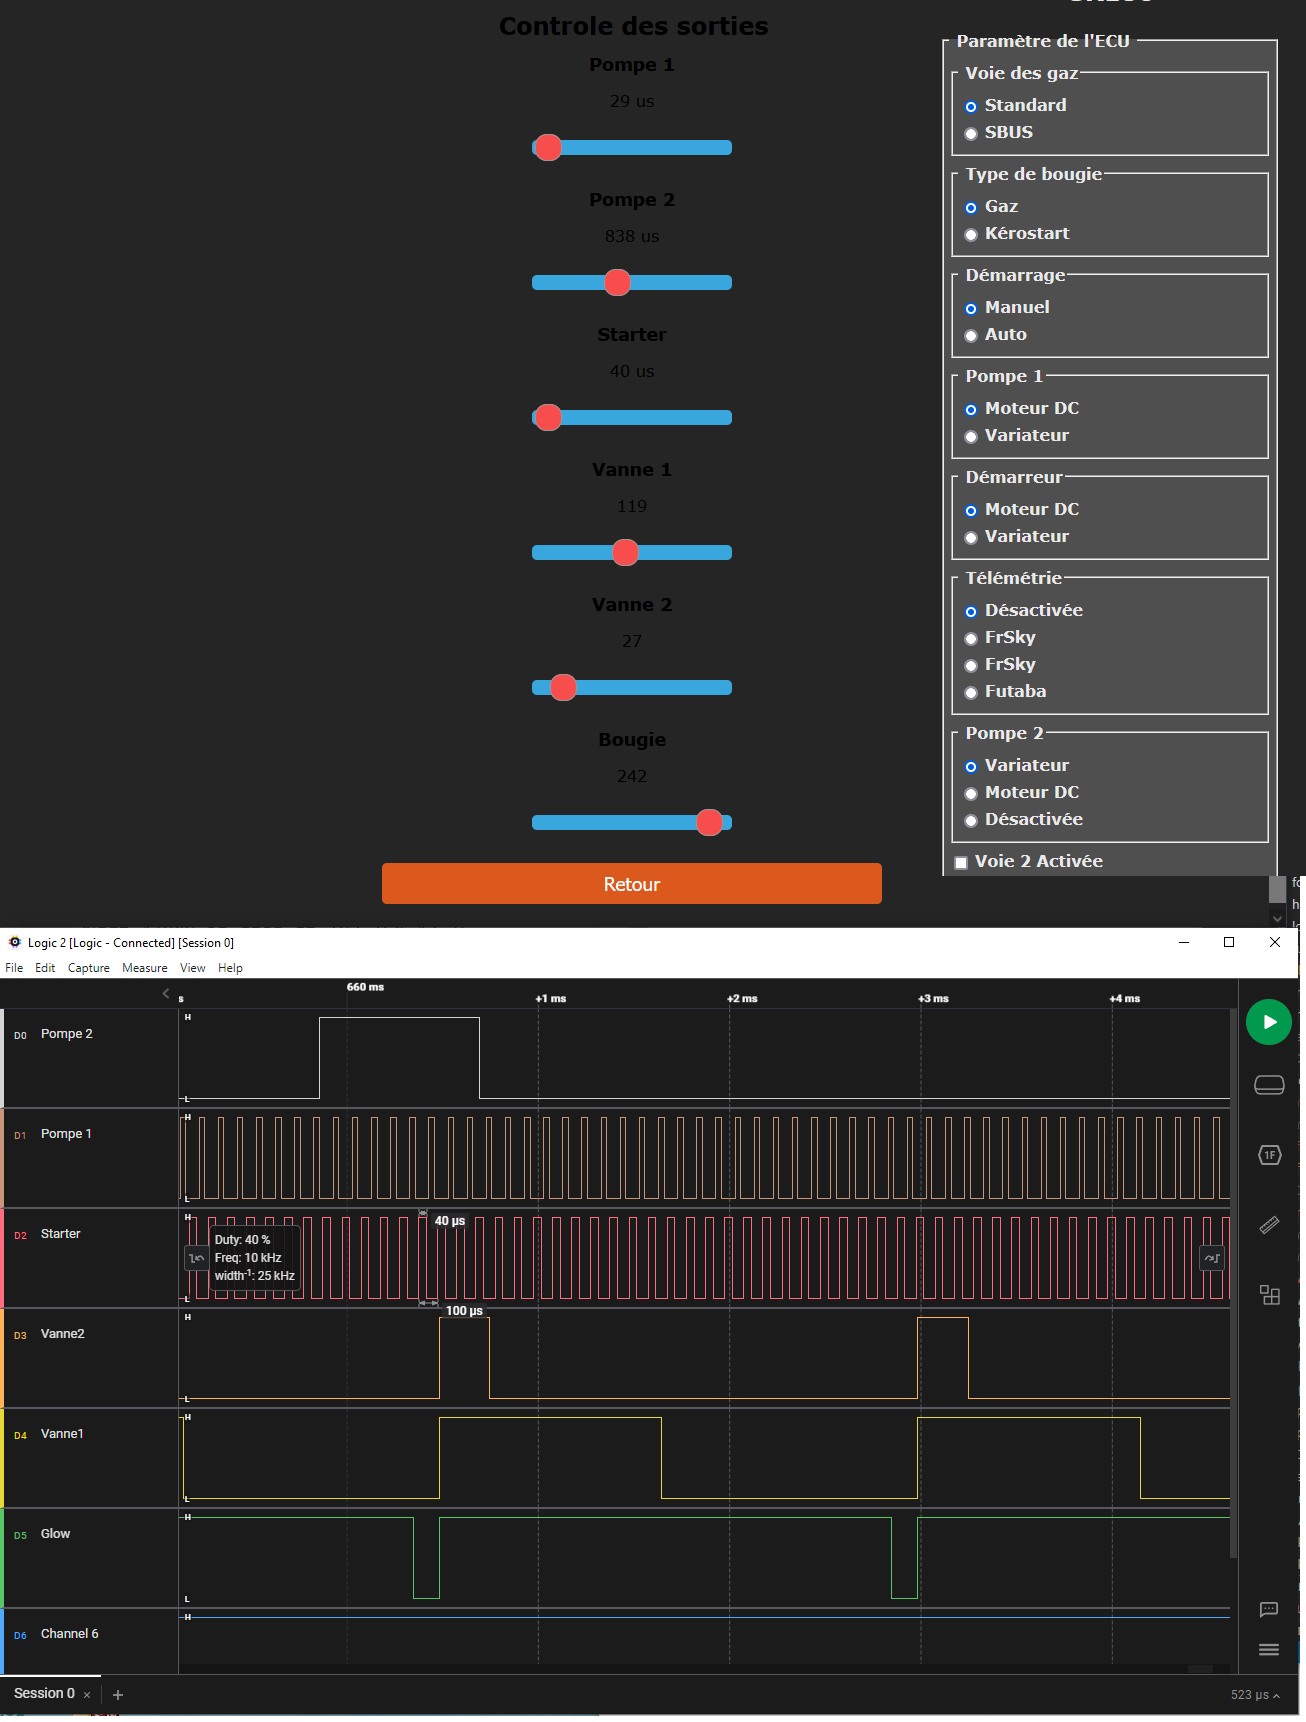 Controle des sorties
Pompe 1
29 us
Pompe 2
838 us
Starter
40 us
Vanne 1
119
Vanne 2
27
Bougie
242
Retour
Paramètre de l'ECU
Voie des gaz
Standard
SBUS
Type de bougie
Gaz
Kérostart
Démarrage
Manuel
Auto
Pompe 1
Moteur DC
Variateur
Démarreur
Moteur DC
Variateur
Télémétrie
Désactivée
FrSky
FrSky
Futaba
Pompe 2
Variateur
Moteur DC
Désactivée
Voie 2 Activée
Logic 2 [Logic - Connected] [Session 0]
File Edit Capture Measure View Help
s 660 ms +1 ms +2 ms +3 ms +4 ms
D0 Pompe 2 H L
D1 Pompe 1 H L
D2 Starter H L
40 µs
Duty: 40 %
Freq: 10 kHz
width⁻¹: 25 kHz
100 µs
D3 Vanne2 H L
D4 Vanne1 H L
D5 Glow H L
D6 Channel 6 H
1F
Session 0 × +
523 µs